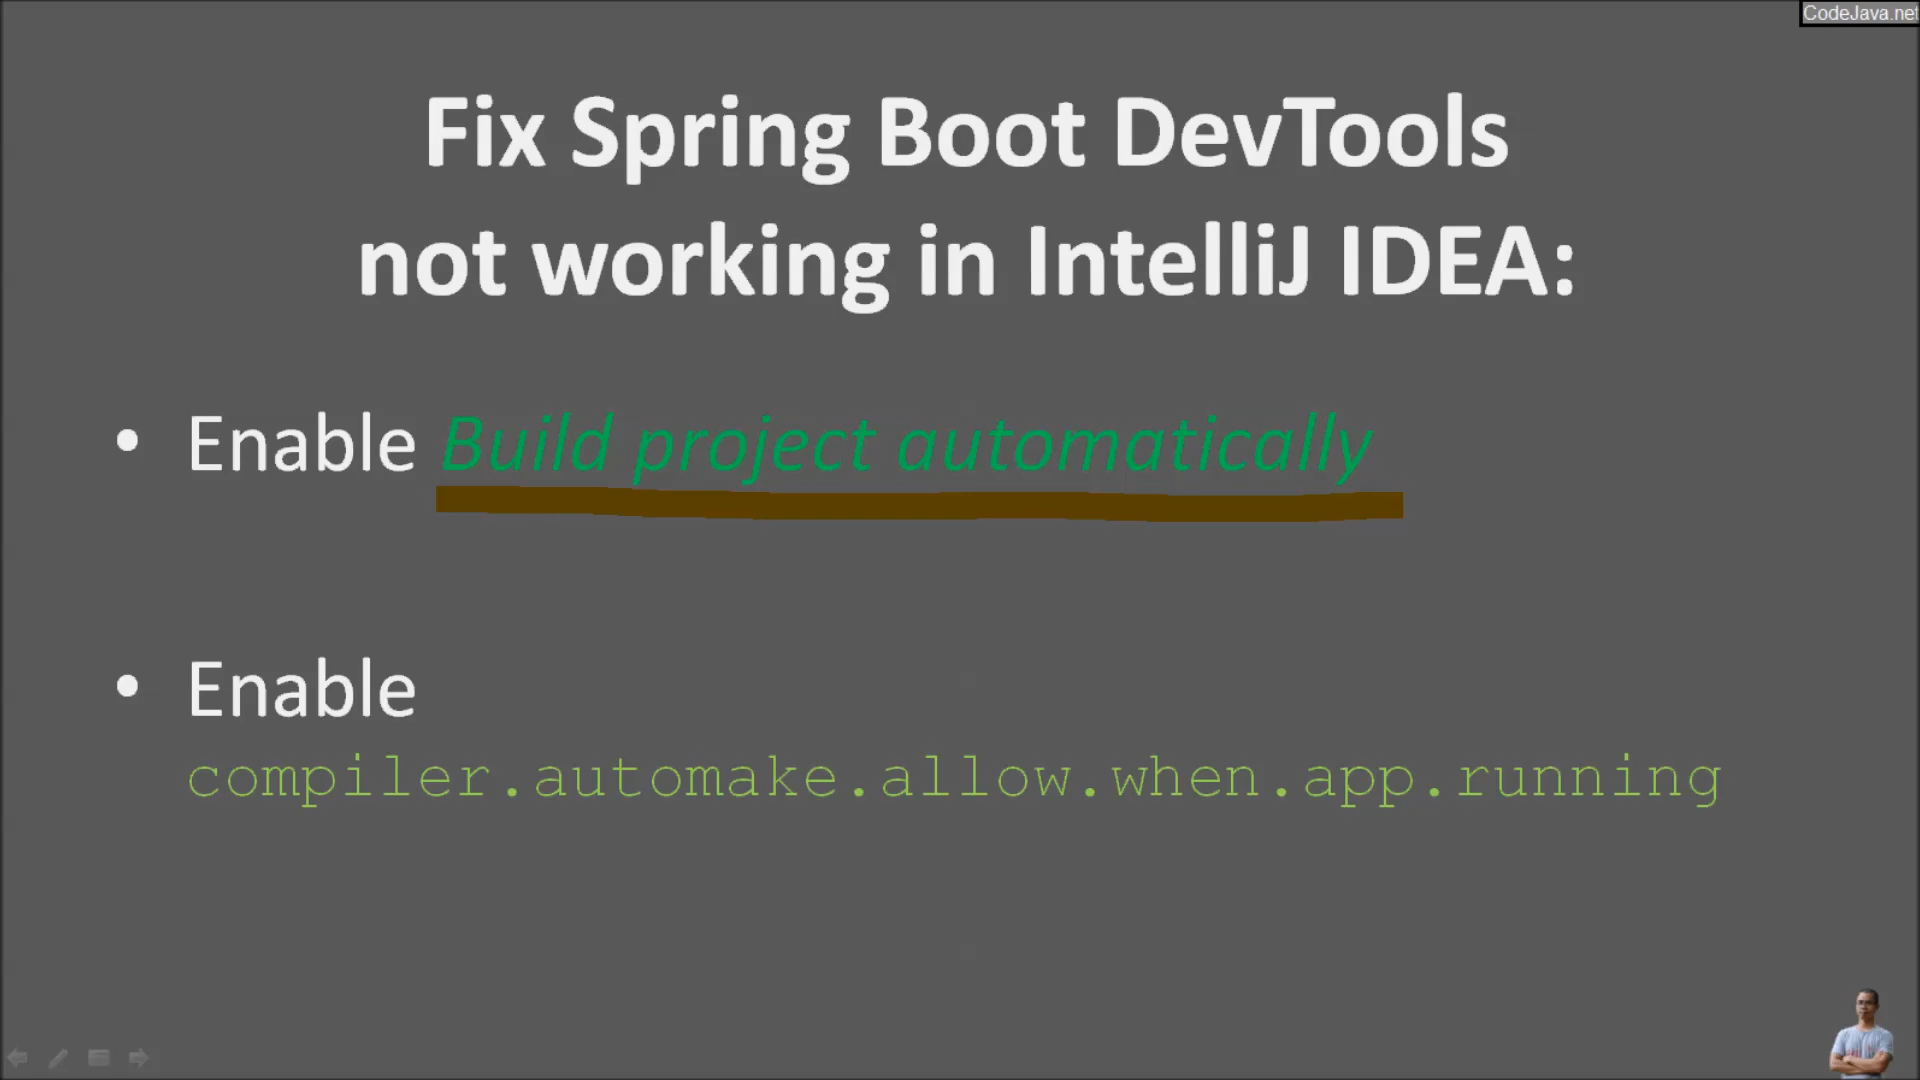 CodeJava.net
Fix Spring Boot DevTools
not working in IntelliJ IDEA:
• Enable Build project automatically
• Enable
compiler.automake.allow.when.app.running